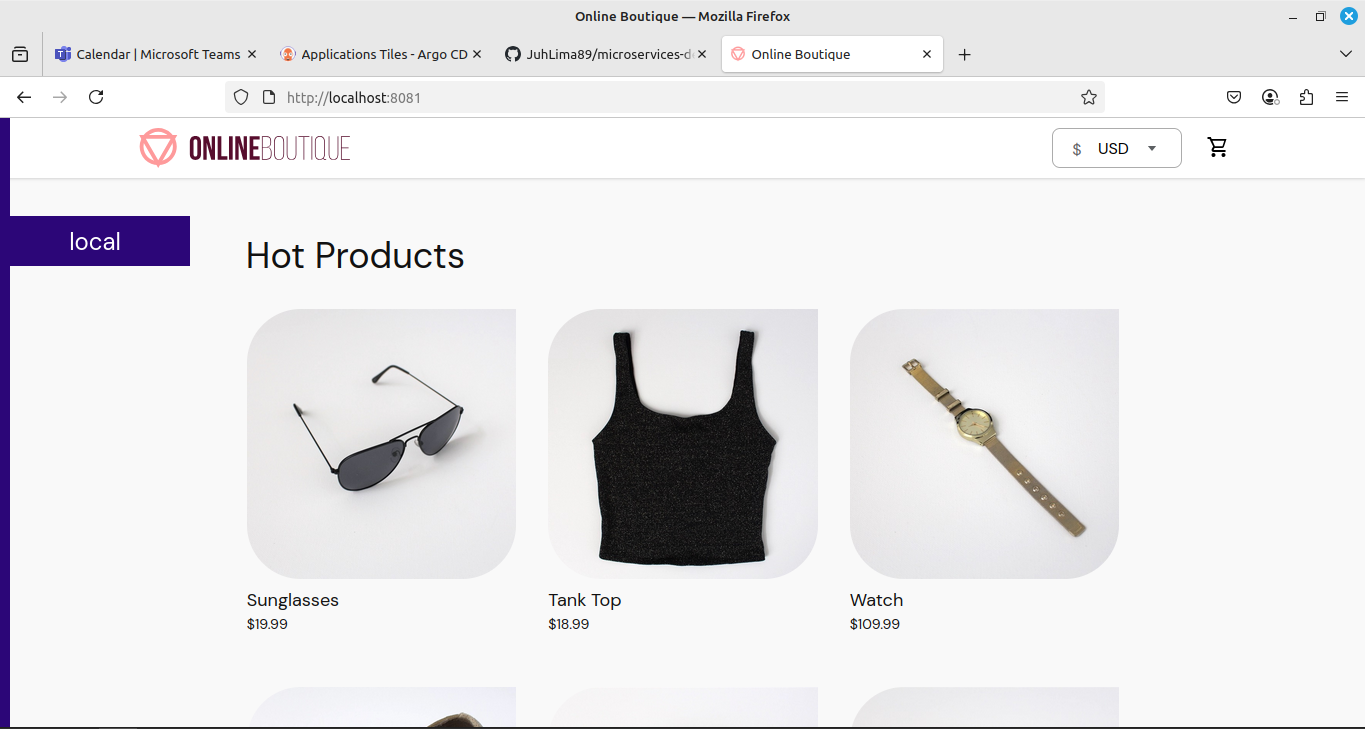 Online Boutique — Mozilla Firefox
Calendar | Microsoft Teams
Applications Tiles - Argo CD
JuhLima89/microservices-d
Online Boutique
http://localhost:8081
ONLINEBOUTIQUE
$ USD
local
Hot Products
Sunglasses
$19.99
Tank Top
$18.99
Watch
$109.99